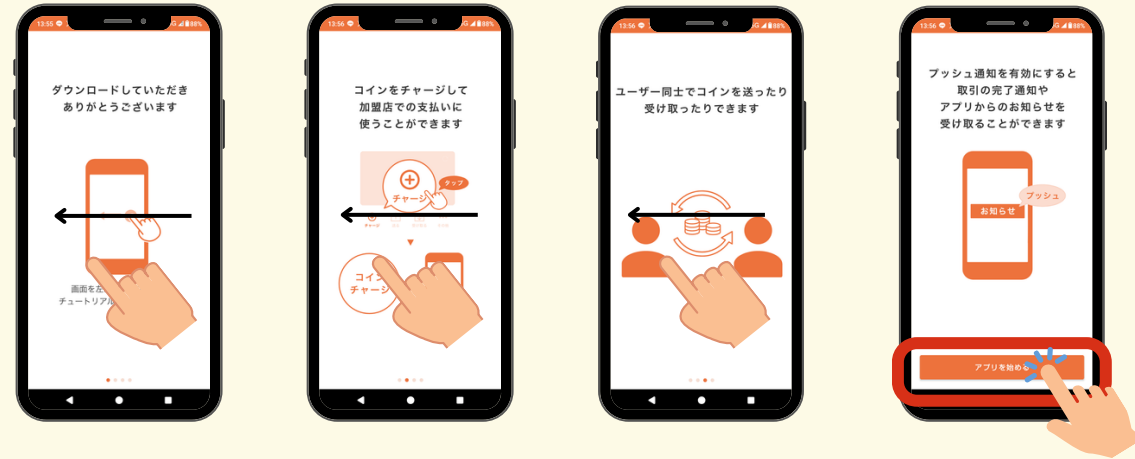 13:55
88%
ダウンロードしていただき
ありがとうございます
画面を左
チュートリアル
13:56
88%
コインをチャージして
加盟店での支払いに
使うことができます
チャージ
タップ
チャージ
コイン
チャージ
13:56
88%
ユーザー同士でコインを送ったり
受け取ったりできます
13:56
88%
プッシュ通知を有効にすると
取引の完了通知や
アプリからのお知らせを
受け取ることができます
プッシュ
お知らせ
アプリを始める